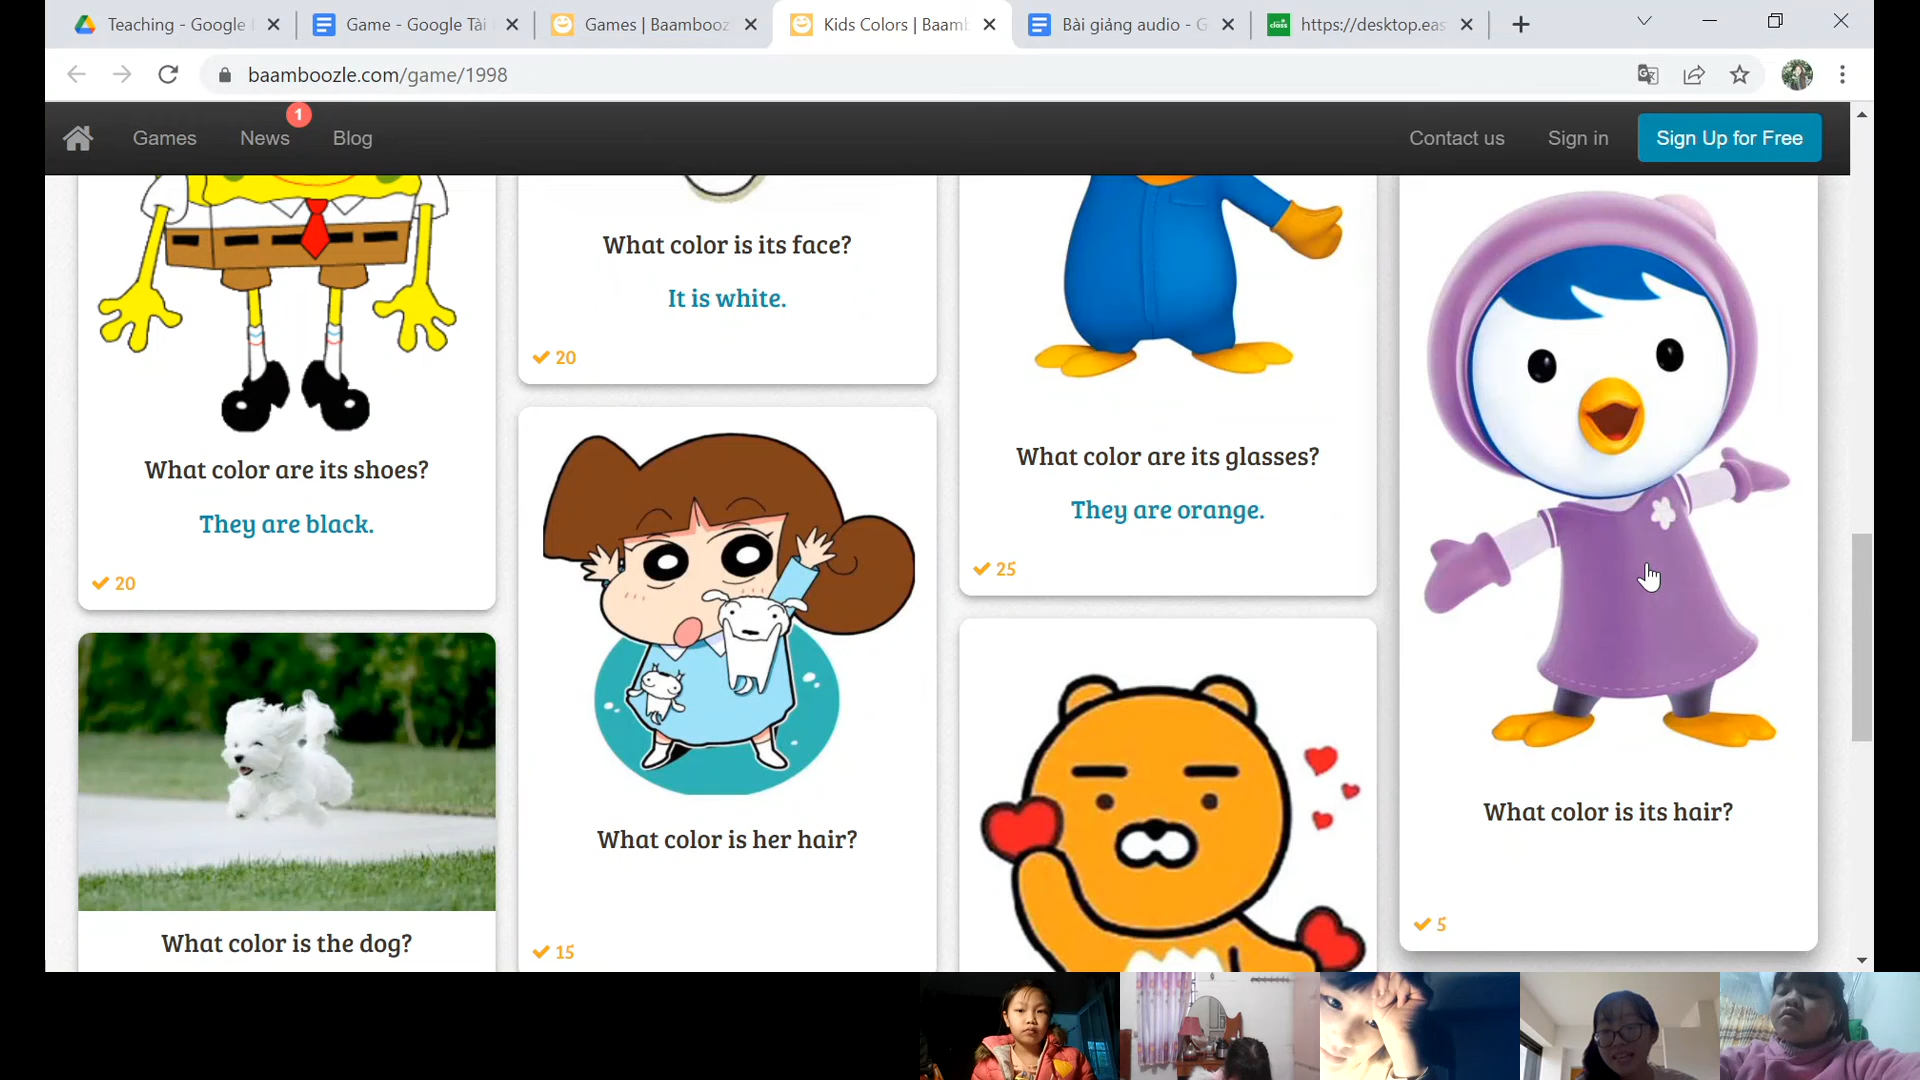 Teaching - Google
Game - Google Tài
Games | Baambooz
Kids Colors | Baamb
Bài giảng audio - G
class
https://desktop.eas
baamboozle.com/game/1998
Games
News
1
Blog
Contact us
Sign in
Sign Up for Free
What color are its shoes?
They are black.
20
What color is the dog?
What color is its face?
It is white.
20
What color is her hair?
15
What color are its glasses?
They are orange.
25
What color is its hair?
5